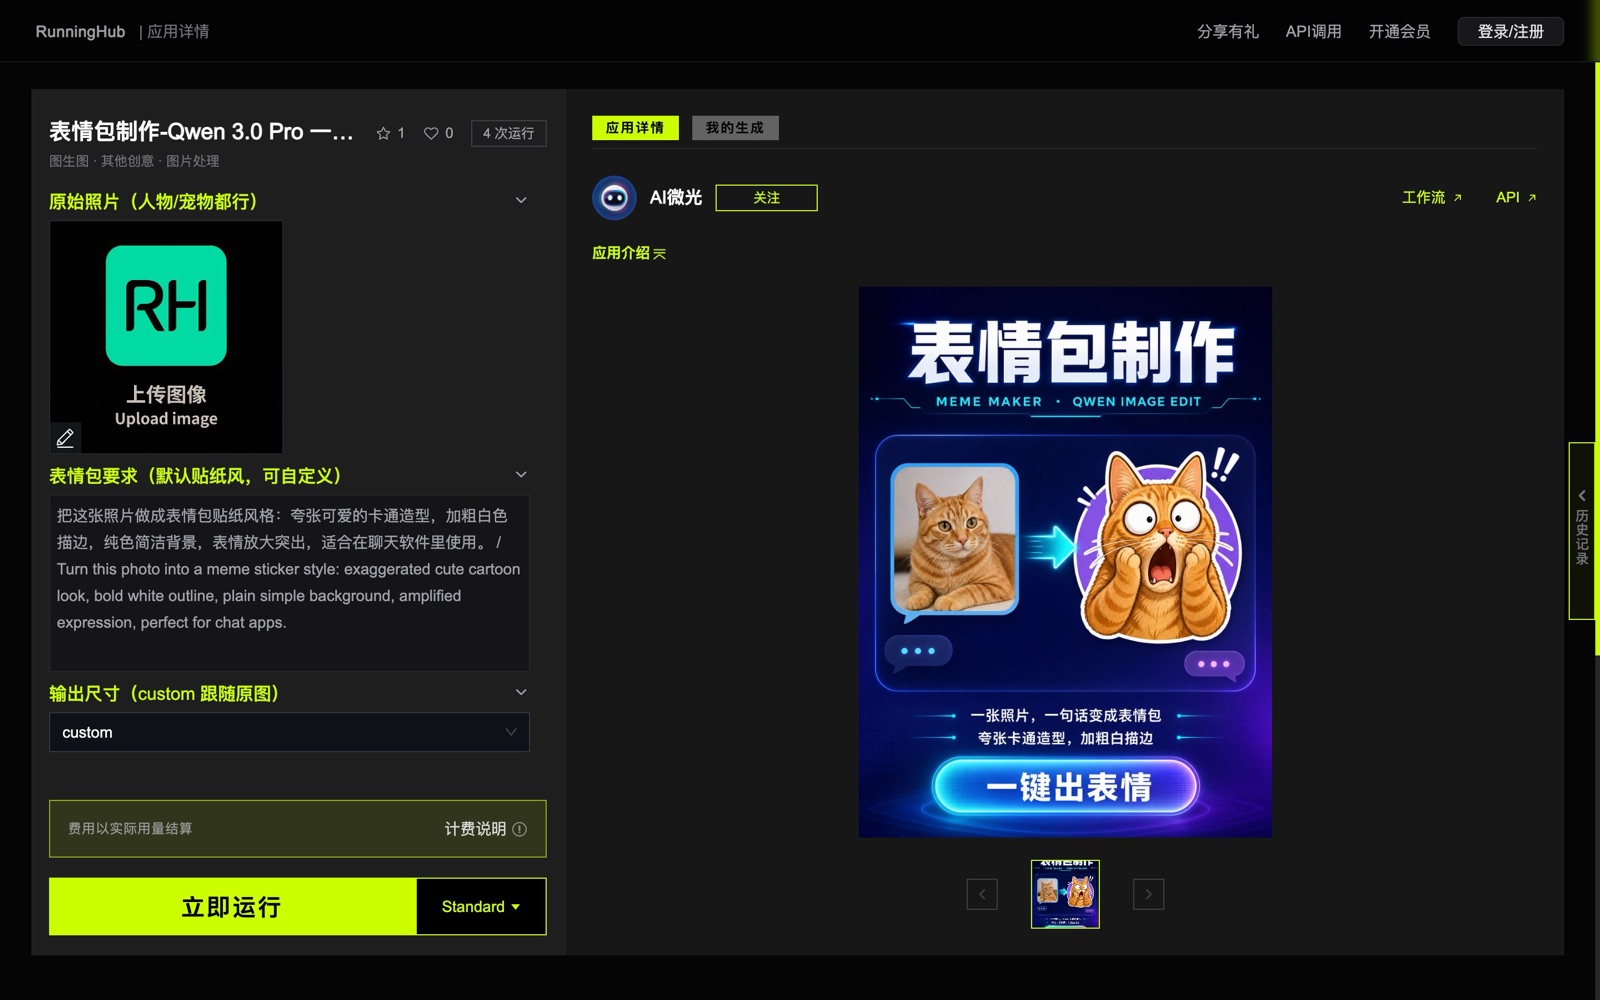 RunningHub | 应用详情
分享有礼 API调用 开通会员 登录/注册
表情包制作-Qwen 3.0 Pro 一... 1 0 4 次运行
图生图 · 其他创意 · 图片处理
原始照片（人物/宠物都行）
RH
上传图像
Upload image
表情包要求（默认贴纸风，可自定义）
把这张照片做成表情包贴纸风格：夸张可爱的卡通造型，加粗白色
描边，纯色简洁背景，表情放大突出，适合在聊天软件里使用。 /
Turn this photo into a meme sticker style: exaggerated cute cartoon
look, bold white outline, plain simple background, amplified
expression, perfect for chat apps.
输出尺寸（custom 跟随原图）
custom
费用以实际用量结算 计费说明
立即运行 Standard
应用详情 我的生成
AI微光 关注 工作流 API
应用介绍
表情包制作
MEME MAKER · QWEN IMAGE EDIT
!!
一张照片，一句话变成表情包
夸张卡通造型，加粗白描边
一键出表情
表情包制作
历史记录